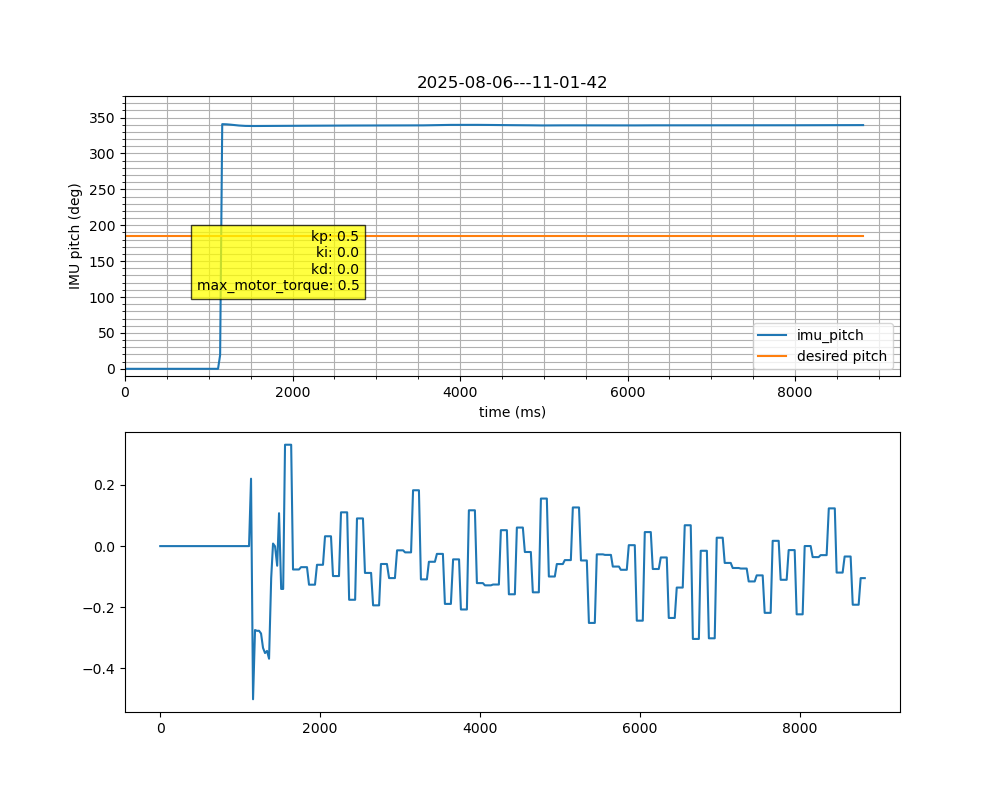 2025-08-06---11-01-42
350
300
250
200
150
100
50
0
IMU pitch (deg)
kp: 0.5
ki: 0.0
kd: 0.0
max_motor_torque: 0.5
imu_pitch
desired pitch
0 2000 4000 6000 8000
time (ms)
0.2
0.0
−0.2
−0.4
0 2000 4000 6000 8000